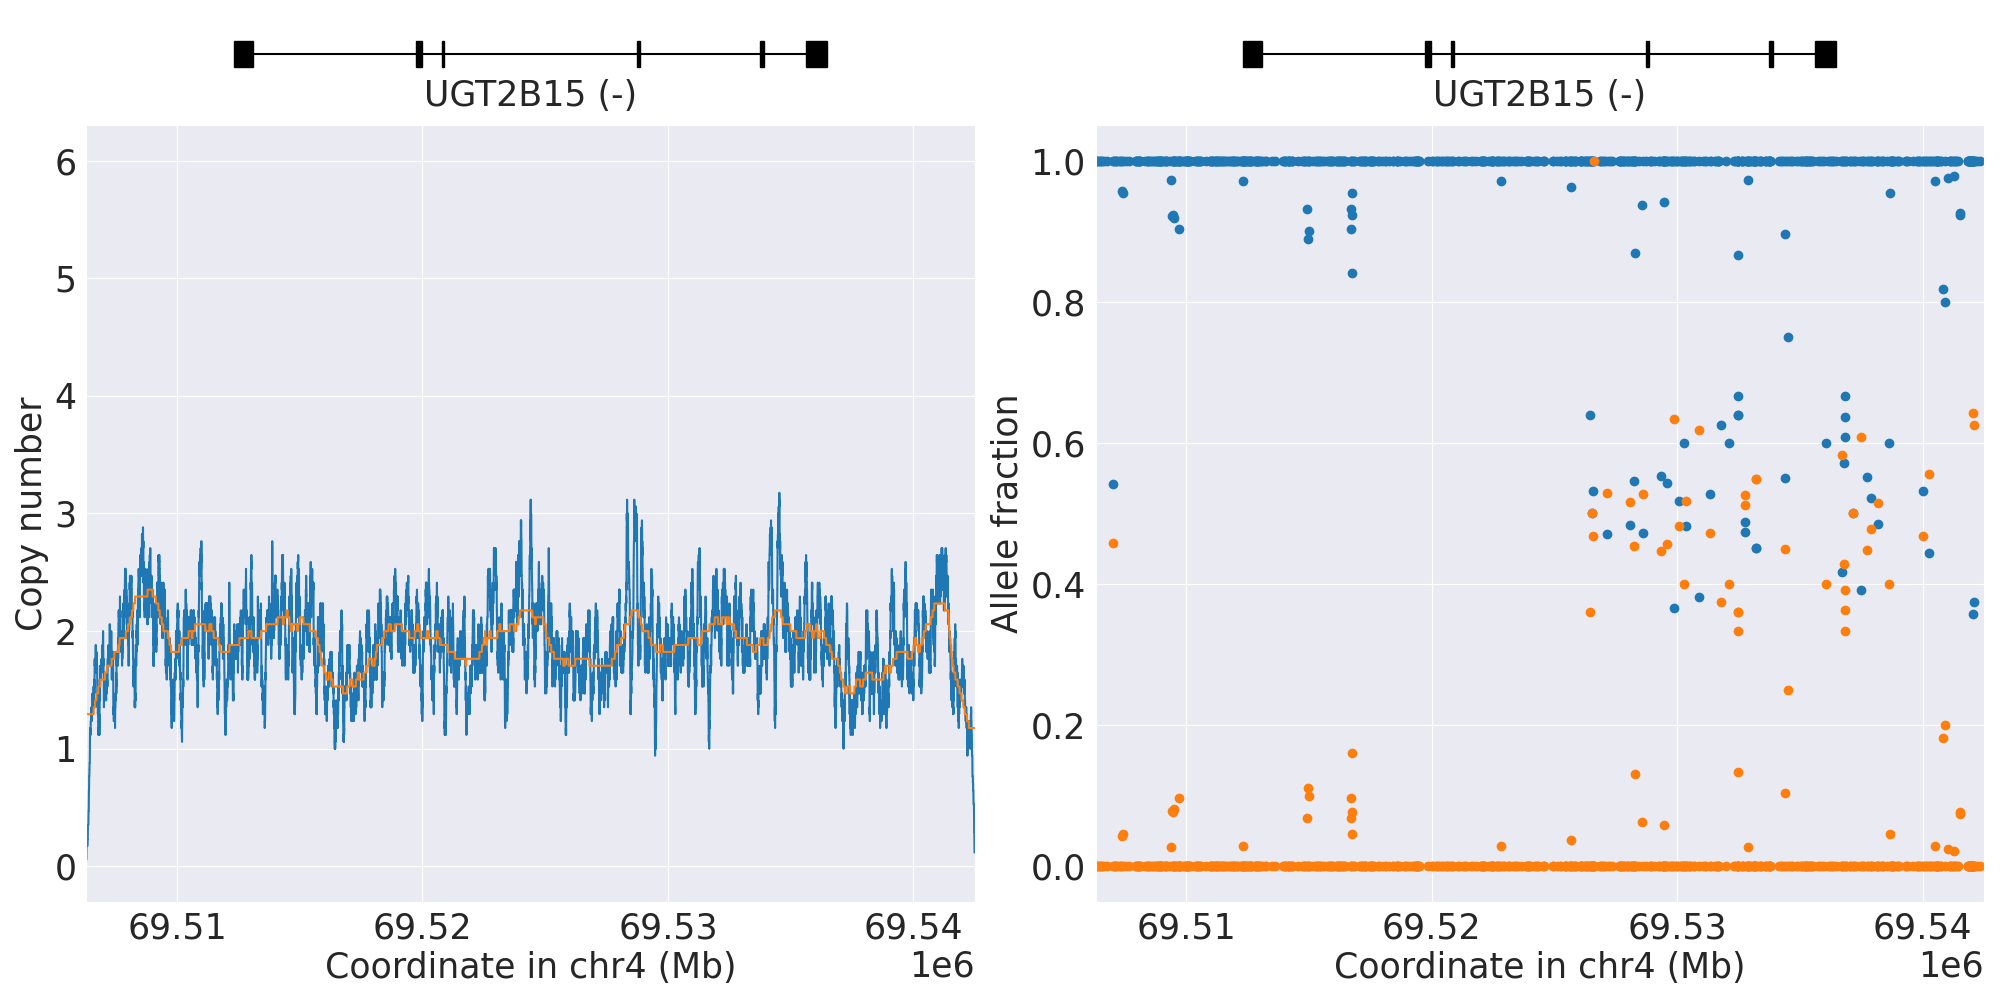 UGT2B15 (-)
UGT2B15 (-)
Copy number
6
5
4
3
2
1
0
69.51 69.52 69.53 69.54
Coordinate in chr4 (Mb) 1e6
Allele fraction
1.0
0.8
0.6
0.4
0.2
0.0
69.51 69.52 69.53 69.54
Coordinate in chr4 (Mb) 1e6